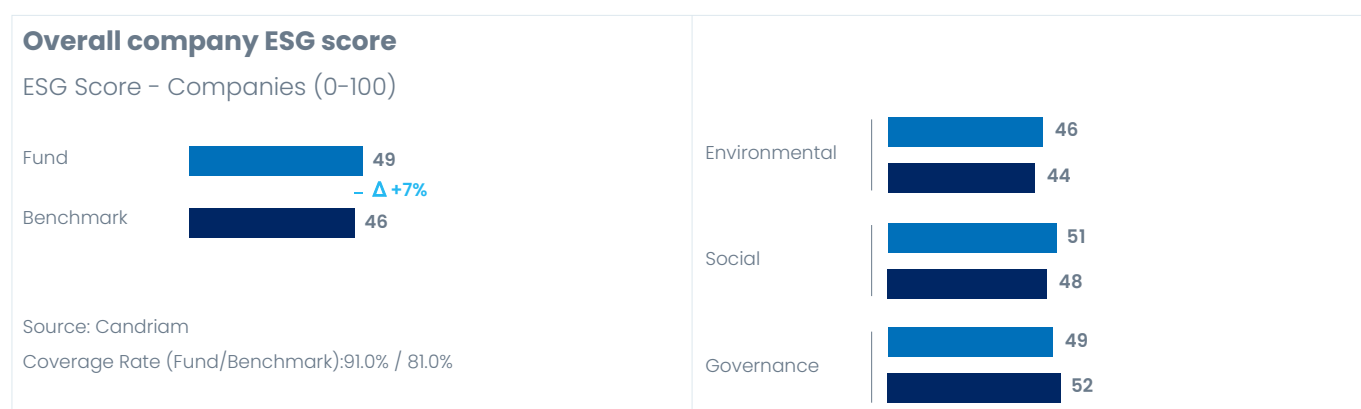 Overall company ESG score
ESG Score - Companies (0-100)
Fund
49
Δ +7%
Benchmark
46
Source: Candriam
Coverage Rate (Fund/Benchmark):91.0% / 81.0%
Environmental
46
44
Social
51
48
Governance
49
52